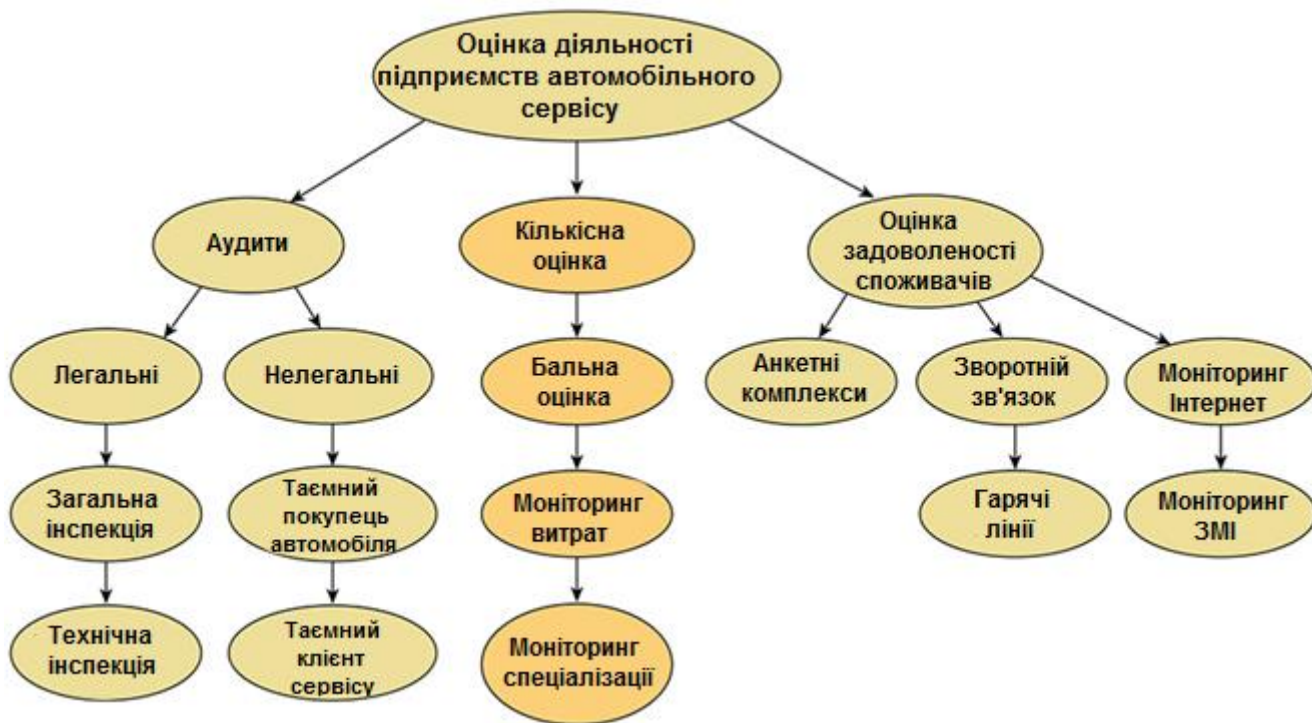 Оцінка діяльності
підприємств автомобільного
сервісу
Аудити
Кількісна
оцінка
Оцінка
задоволеності
споживачів
Легальні
Нелегальні
Бальна
оцінка
Анкетні
комплекси
Зворотній
зв'язок
Моніторинг
Інтернет
Загальна
інспекція
Таємний
покупець
автомобіля
Моніторинг
витрат
Гарячі
лінії
Моніторинг
ЗМІ
Технічна
інспекція
Таємний
клієнт
сервісу
Моніторинг
спеціалізації